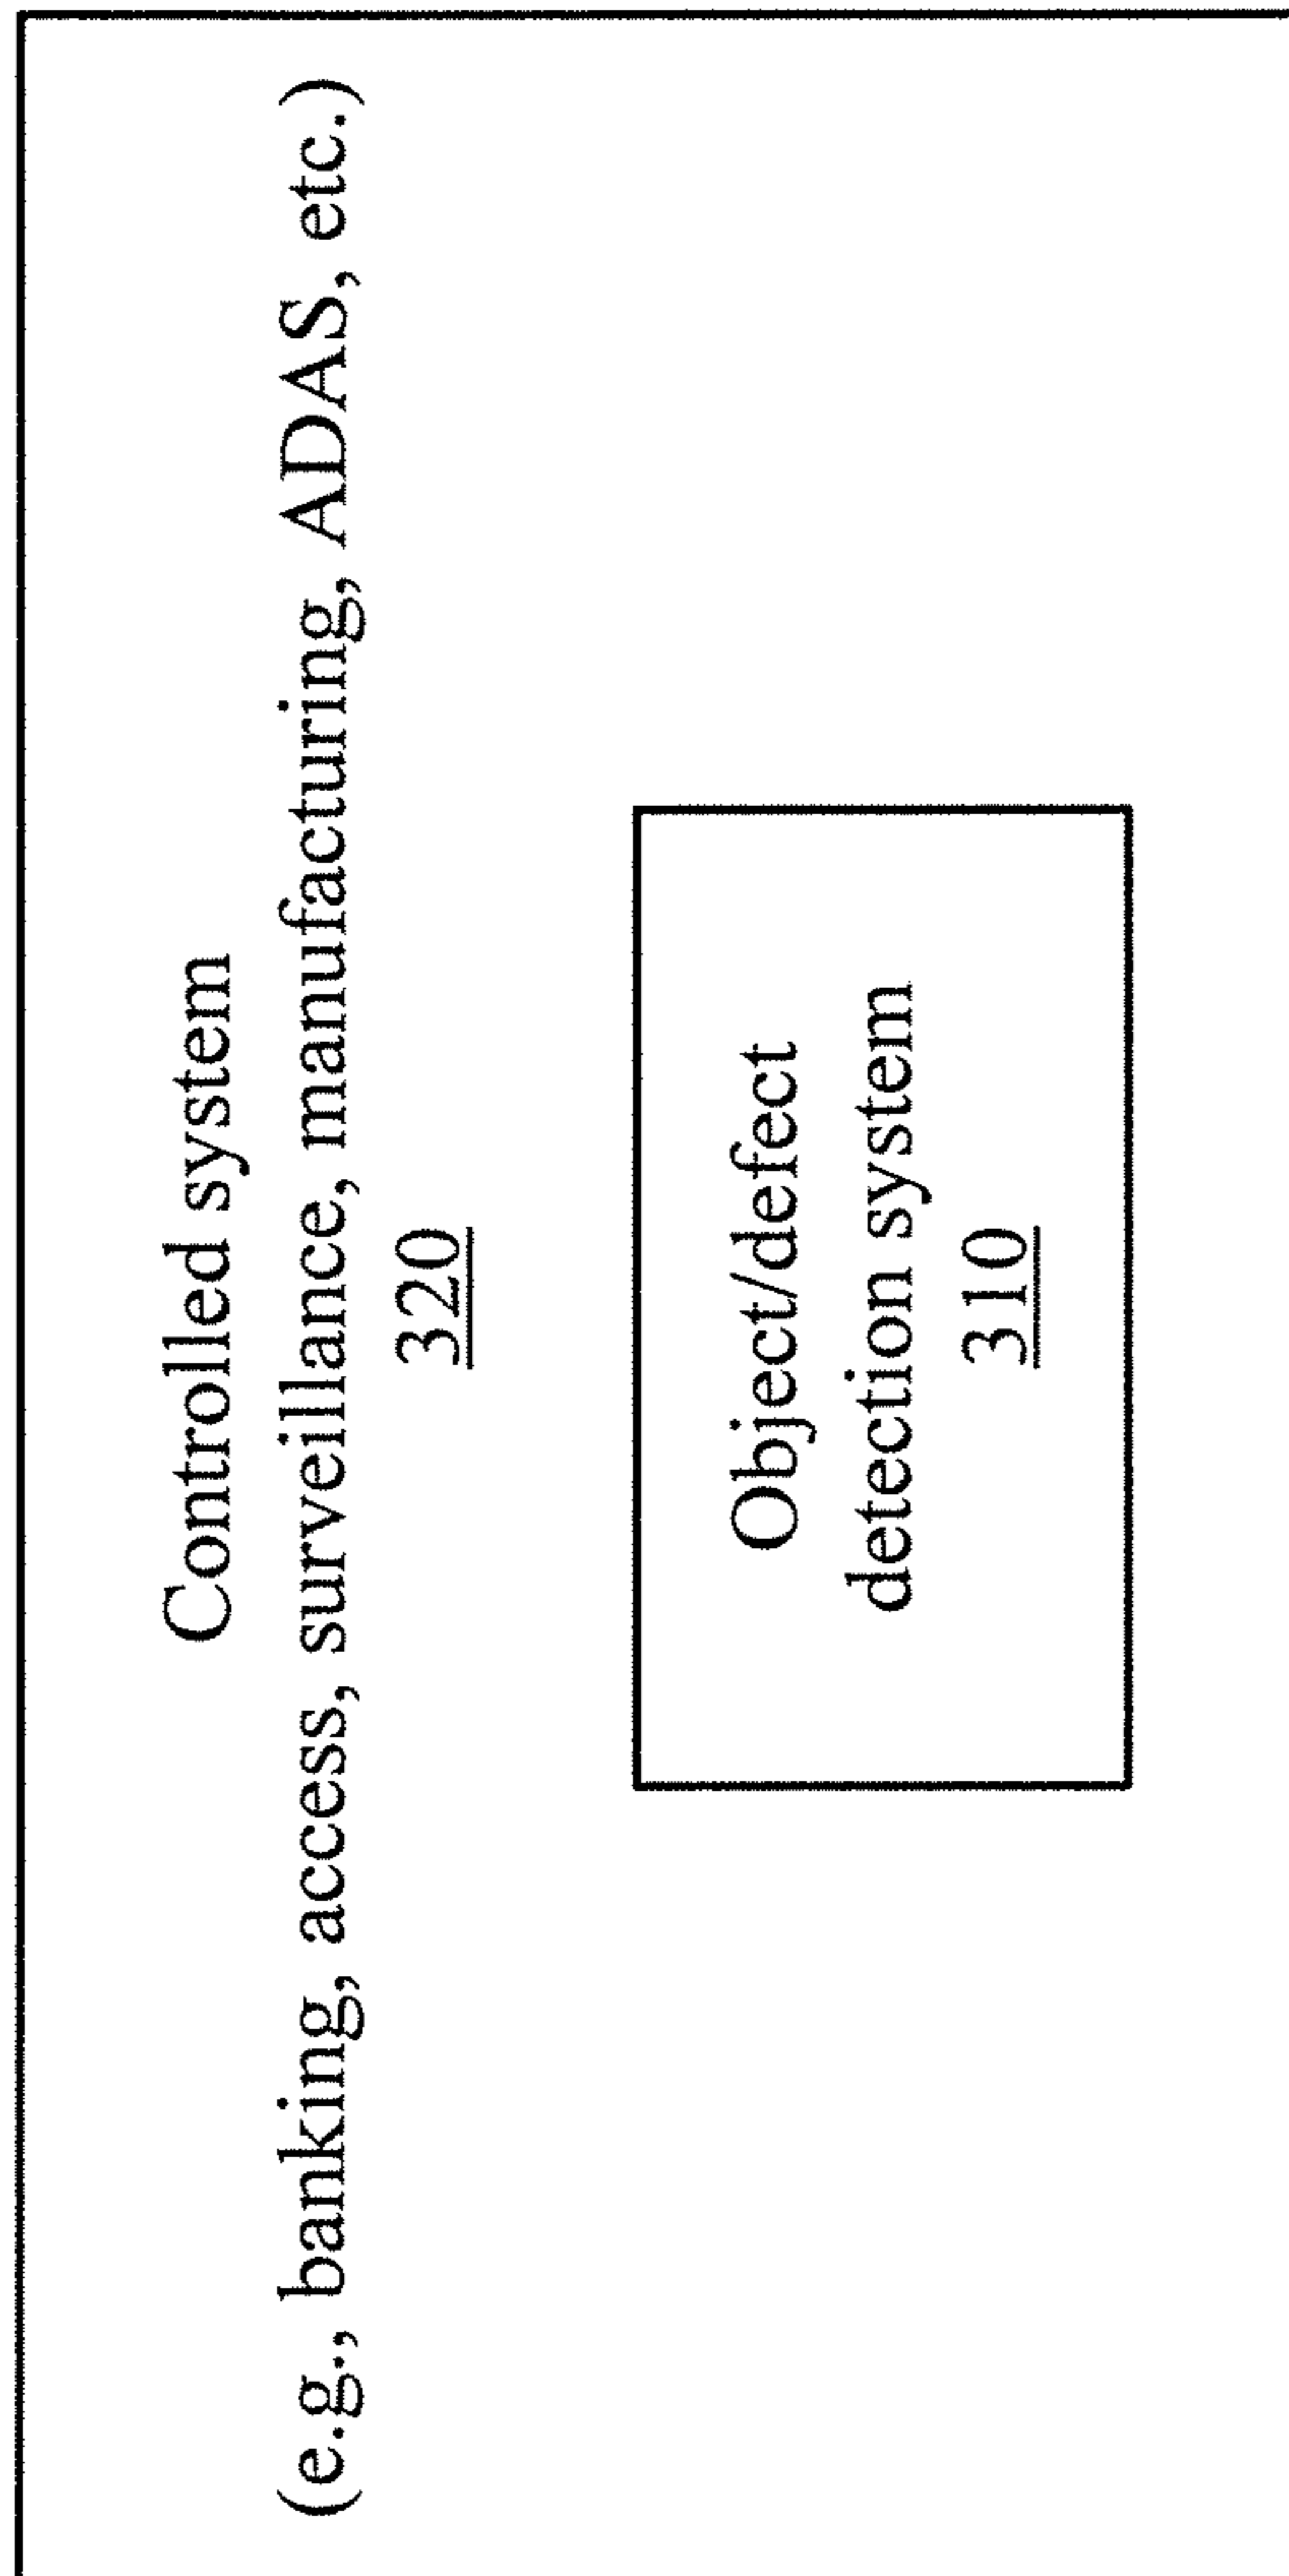 Controlled system
(e.g., banking, access, surveillance, manufacturing, ADAS, etc.)
320
Object/defect
detection system
310